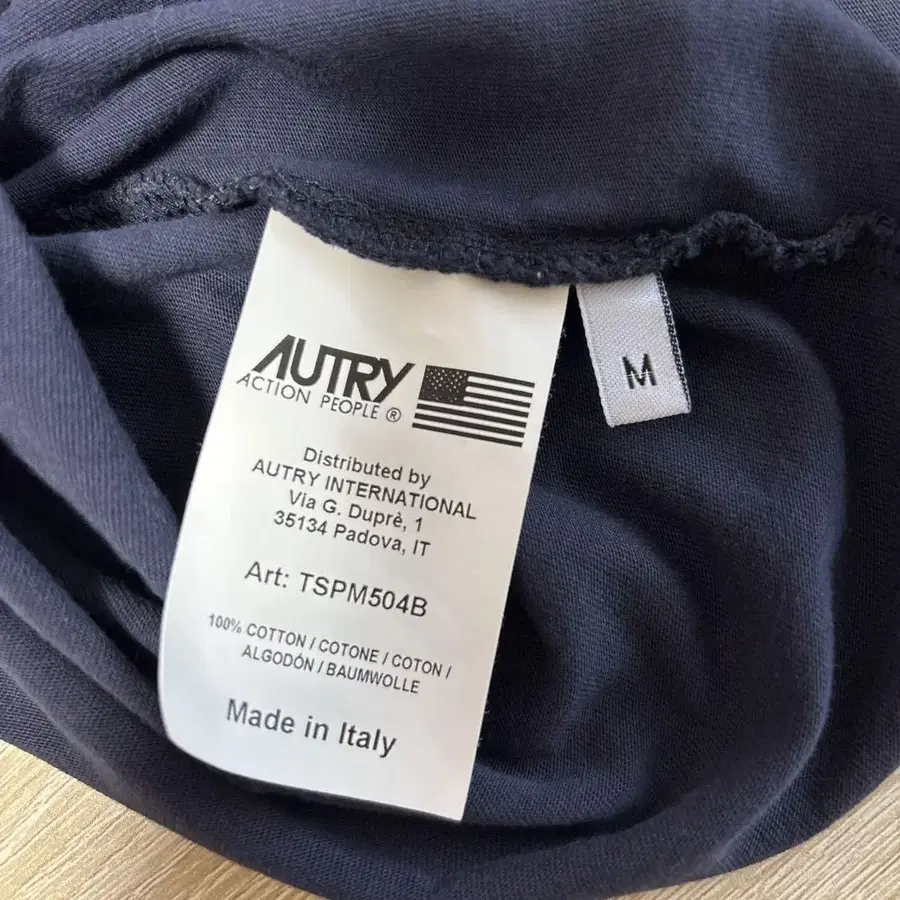 AUTRY
ACTION PEOPLE ®
Distributed by
AUTRY INTERNATIONAL
Via G. Duprè, 1
35134 Padova, IT
Art: TSPM504B
100% COTTON / COTONE / COTON /
ALGODÓN / BAUMWOLLE
Made in Italy
M